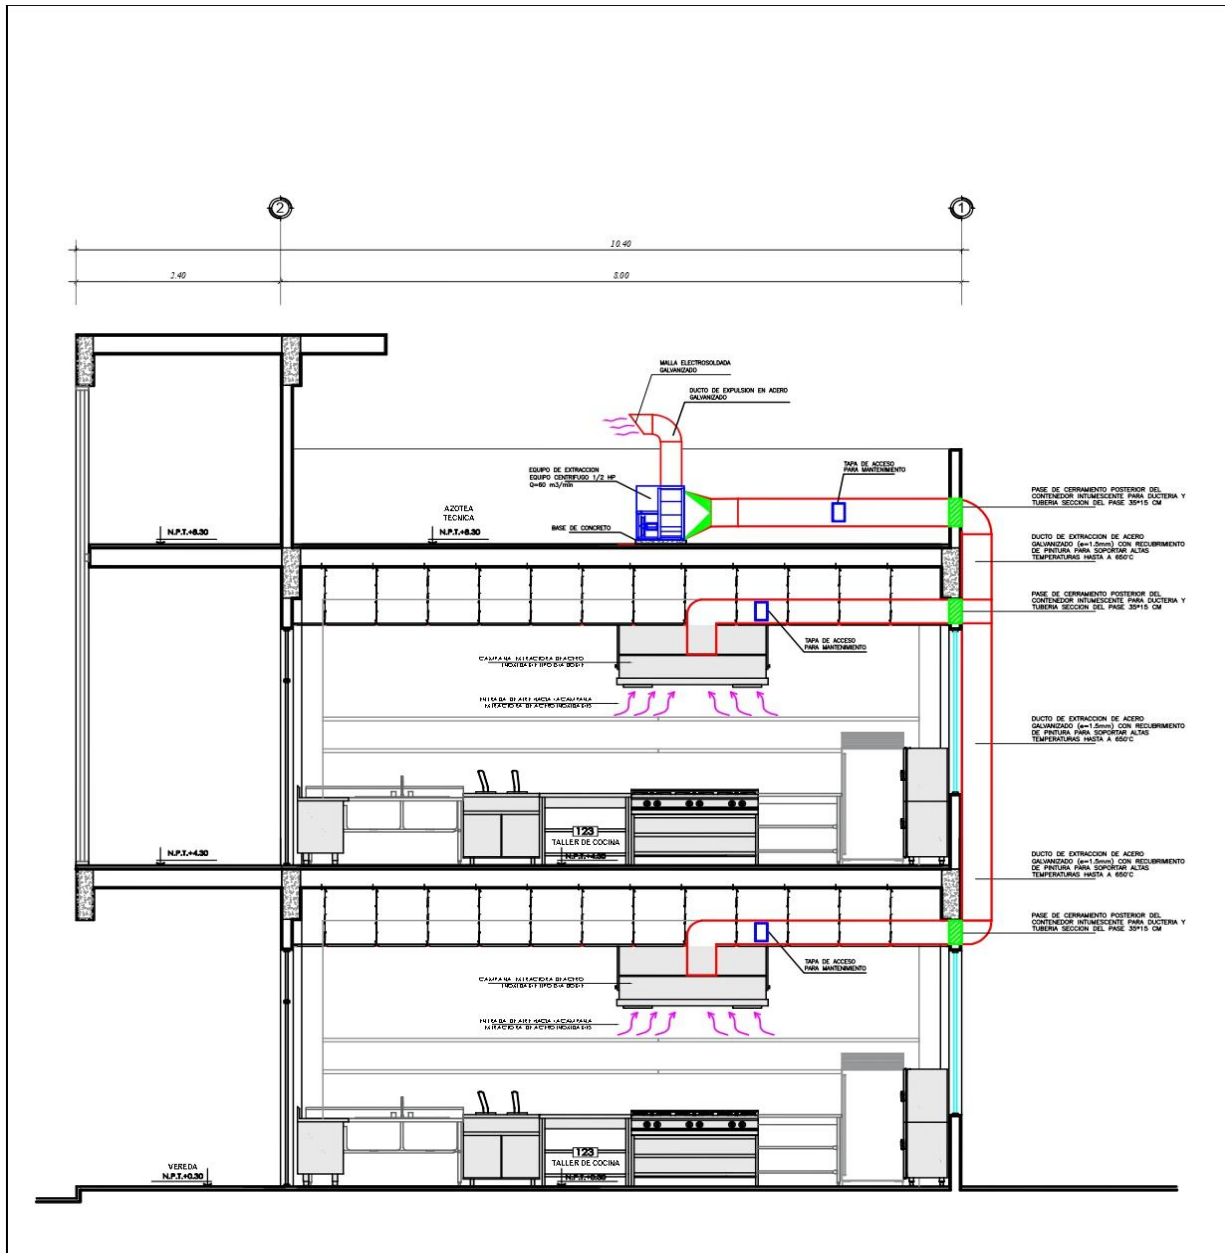 2
1
10.40
2.40
8.00
MALLA ELECTROSOLDADA
GALVANIZADO
DUCTO DE EXPULSION EN ACERO
GALVANIZADO
EQUIPO DE EXTRACCION
EQUIPO CENTRIFUGO 1/2 HP
Q=60 m3/min
TAPA DE ACCESO
PARA MANTENIMIENTO
PASE DE CERRAMIENTO POSTERIOR DEL
CONTENEDOR INTUMESCENTE PARA DUCTERIA Y
TUBERIA SECCION DEL PASE 35*15 CM
AZOTEA
TECNICA
N.P.T.+8.30
N.P.T.+8.30
BASE DE CONCRETO
DUCTO DE EXTRACCION DE ACERO
GALVANIZADO (e=1.5mm) CON RECUBRIMIENTO
DE PINTURA PARA SOPORTAR ALTAS
TEMPERATURAS HASTA A 650°C
PASE DE CERRAMIENTO POSTERIOR DEL
CONTENEDOR INTUMESCENTE PARA DUCTERIA Y
TUBERIA SECCION DEL PASE 35*15 CM
TAPA DE ACCESO
PARA MANTENIMIENTO
DUCTO DE EXTRACCION DE ACERO
GALVANIZADO (e=1.5mm) CON RECUBRIMIENTO
DE PINTURA PARA SOPORTAR ALTAS
TEMPERATURAS HASTA A 650°C
123
TALLER DE COCINA
N.P.T.+4.30
N.P.T.+4.30
DUCTO DE EXTRACCION DE ACERO
GALVANIZADO (e=1.5mm) CON RECUBRIMIENTO
DE PINTURA PARA SOPORTAR ALTAS
TEMPERATURAS HASTA A 650°C
PASE DE CERRAMIENTO POSTERIOR DEL
CONTENEDOR INTUMESCENTE PARA DUCTERIA Y
TUBERIA SECCION DEL PASE 35*15 CM
TAPA DE ACCESO
PARA MANTENIMIENTO
123
TALLER DE COCINA
N.P.T.+0.30
VEREDA
N.P.T.+0.30